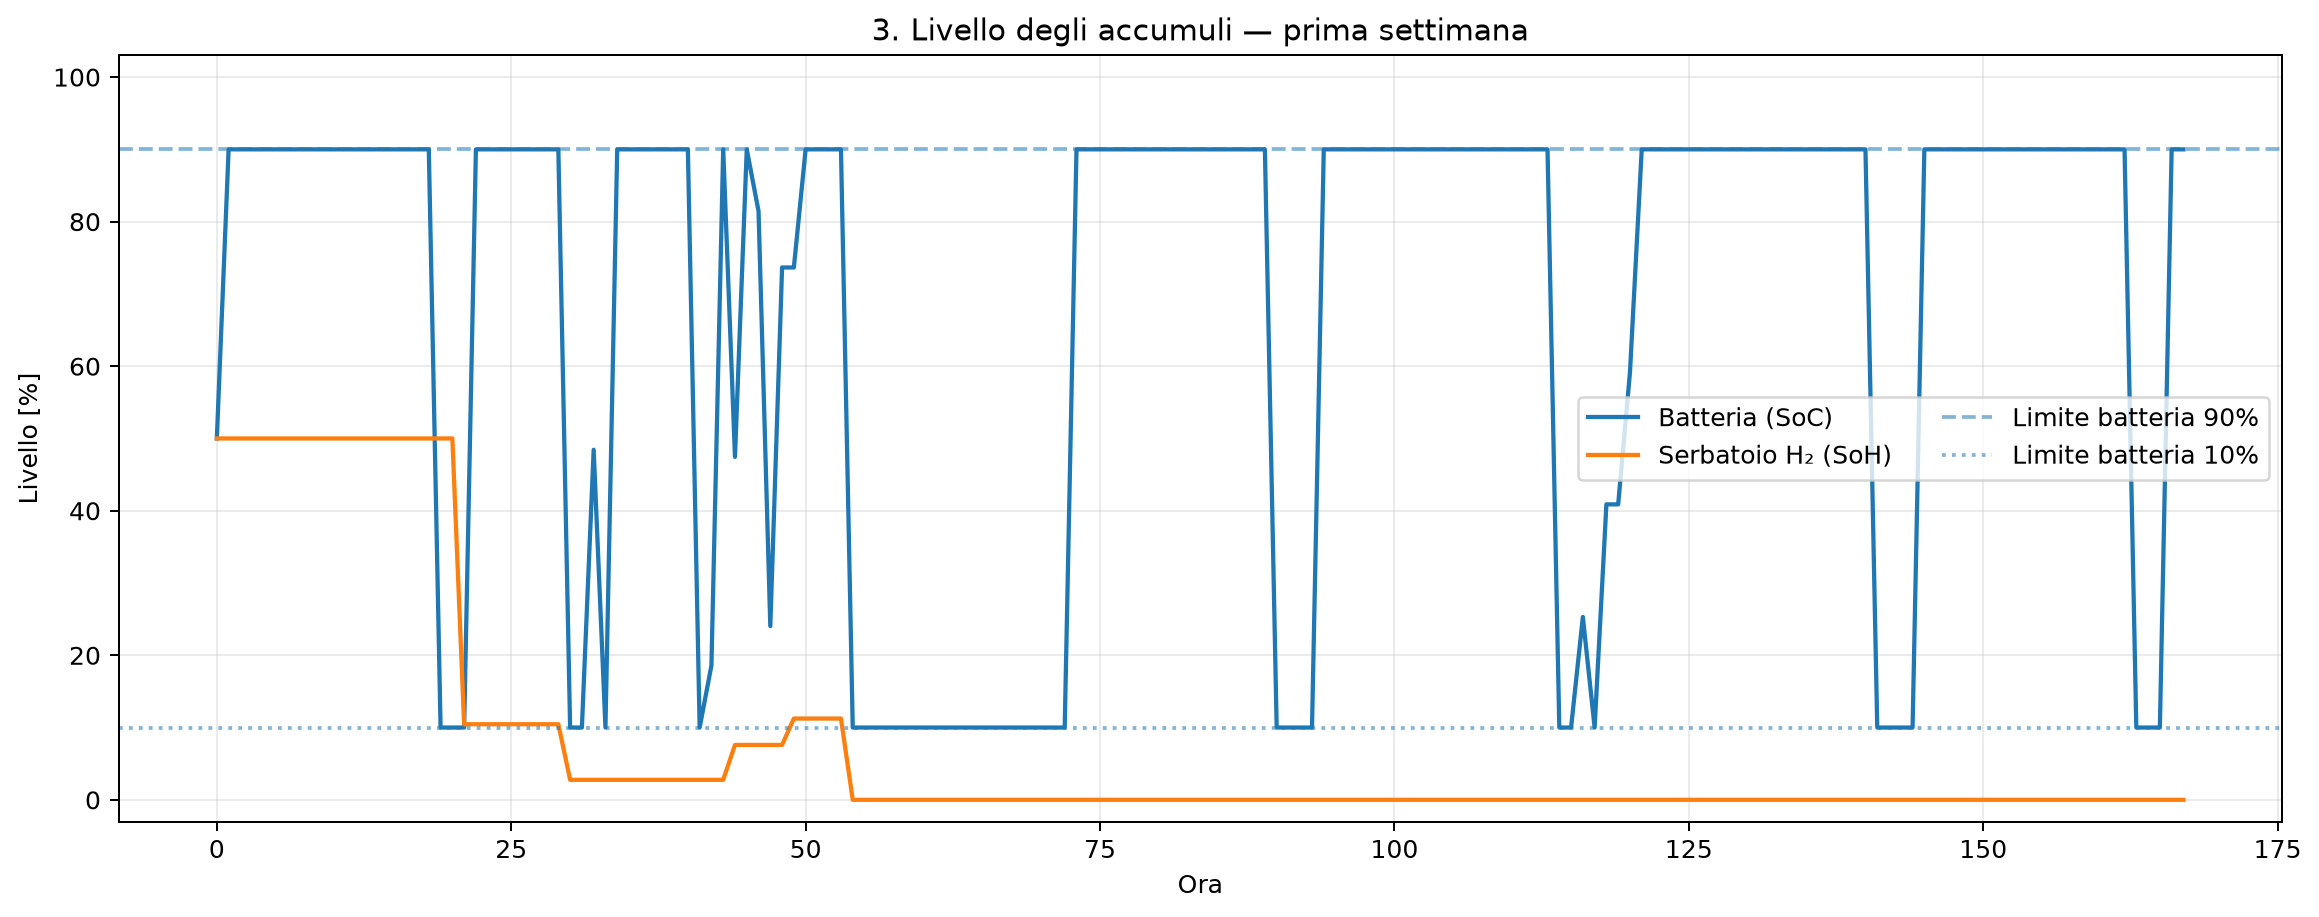 3. Livello degli accumuli — prima settimana
Livello [%]
100
80
60
40
20
0
Batteria (SoC)
Serbatoio H₂ (SoH)
Limite batteria 90%
Limite batteria 10%
0 25 50 75 100 125 150 175
Ora